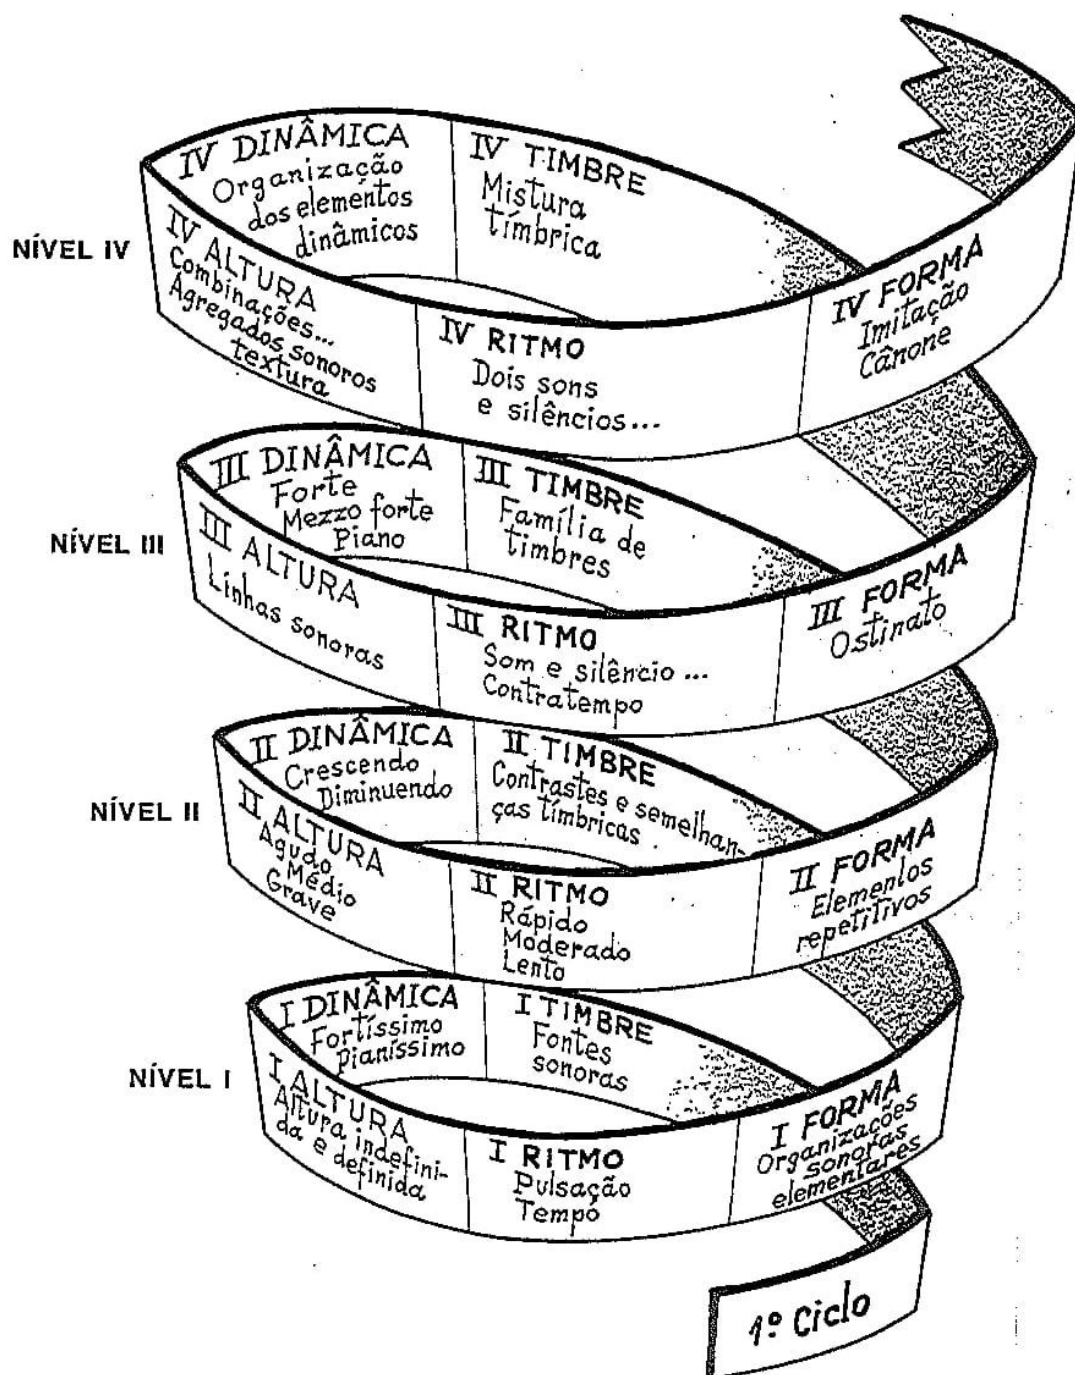 NÍVEL IV
IV DINÂMICA
Organização
dos elementos
dinâmicos
IV TIMBRE
Mistura
tímbrica
IV ALTURA
Combinações...
Agregados sonoros
textura
IV RITMO
Dois sons
e silêncios...
IV FORMA
Imitação
Cânone
NÍVEL III
III DINÂMICA
Forte
Mezzo forte
Piano
III TIMBRE
Família de
timbres
III ALTURA
Linhas sonoras
III RITMO
Som e silêncio ...
Contratempo
III FORMA
Ostinato
NÍVEL II
II DINÂMICA
Crescendo
Diminuendo
II TIMBRE
Contrastes e semelhan-
ças tímbricas
II ALTURA
Agudo
Médio
Grave
II RITMO
Rápido
Moderado
Lento
II FORMA
Elementos
repetitivos
NÍVEL I
I DINÂMICA
Fortíssimo
Pianíssimo
I TIMBRE
Fontes
sonoras
I ALTURA
Altura indefini-
da e definida
I RITMO
Pulsação
Tempo
I FORMA
Organizações
sonoras
elementares
1º Ciclo